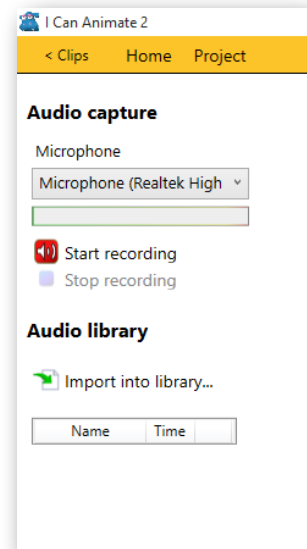 I Can Animate 2
< Clips Home Project
Audio capture
Microphone
Microphone (Realtek High
Start recording
Stop recording
Audio library
Import into library...
Name Time